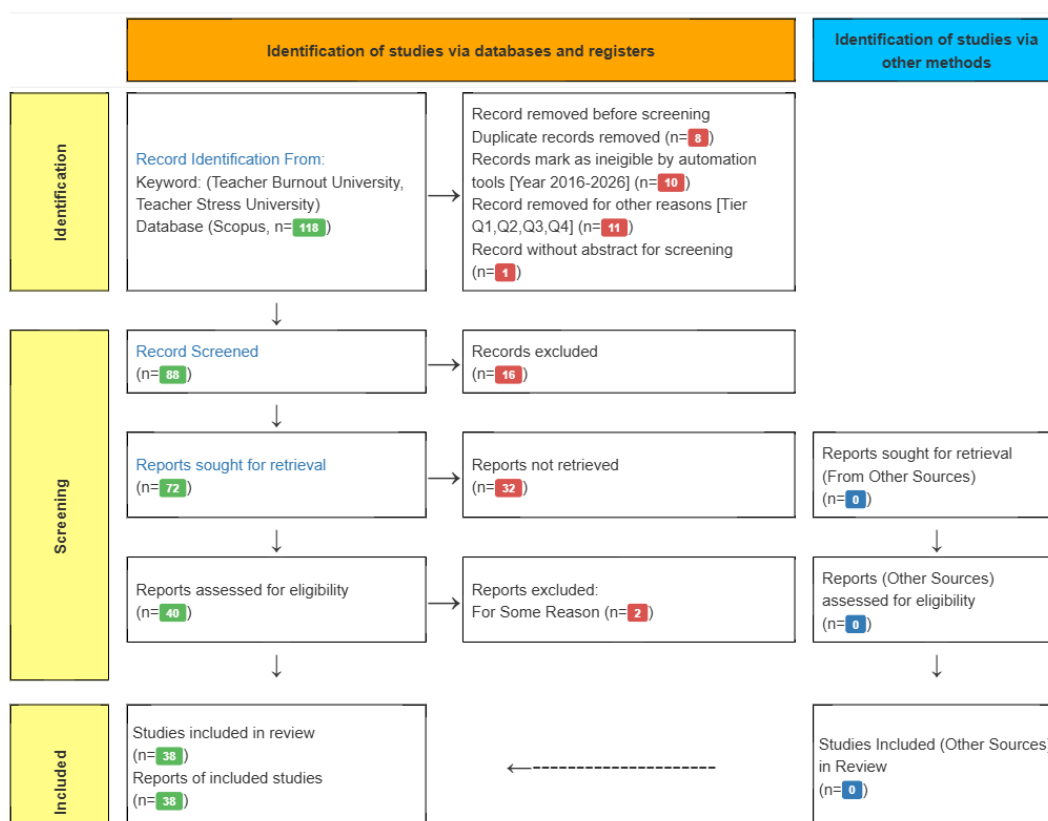 Identification of studies via databases and registers
Identification of studies via
other methods
Identification
Record Identification From:
Keyword: (Teacher Burnout University,
Teacher Stress University)
Database (Scopus, n= 118)
Record removed before screening
Duplicate records removed (n= 8)
Records mark as ineigible by automation
tools [Year 2016-2026] (n= 10)
Record removed for other reasons [Tier
Q1,Q2,Q3,Q4] (n= 11)
Record without abstract for screening
(n= 1)
Screening
Record Screened
(n= 88)
Records excluded
(n= 16)
Reports sought for retrieval
(n= 72)
Reports not retrieved
(n= 32)
Reports sought for retrieval
(From Other Sources)
(n= 0)
Reports assessed for eligibility
(n= 40)
Reports excluded:
For Some Reason (n= 2)
Reports (Other Sources)
assessed for eligibility
(n= 0)
Included
Studies included in review
(n= 38)
Reports of included studies
(n= 38)
Studies Included (Other Sources)
in Review
(n= 0)